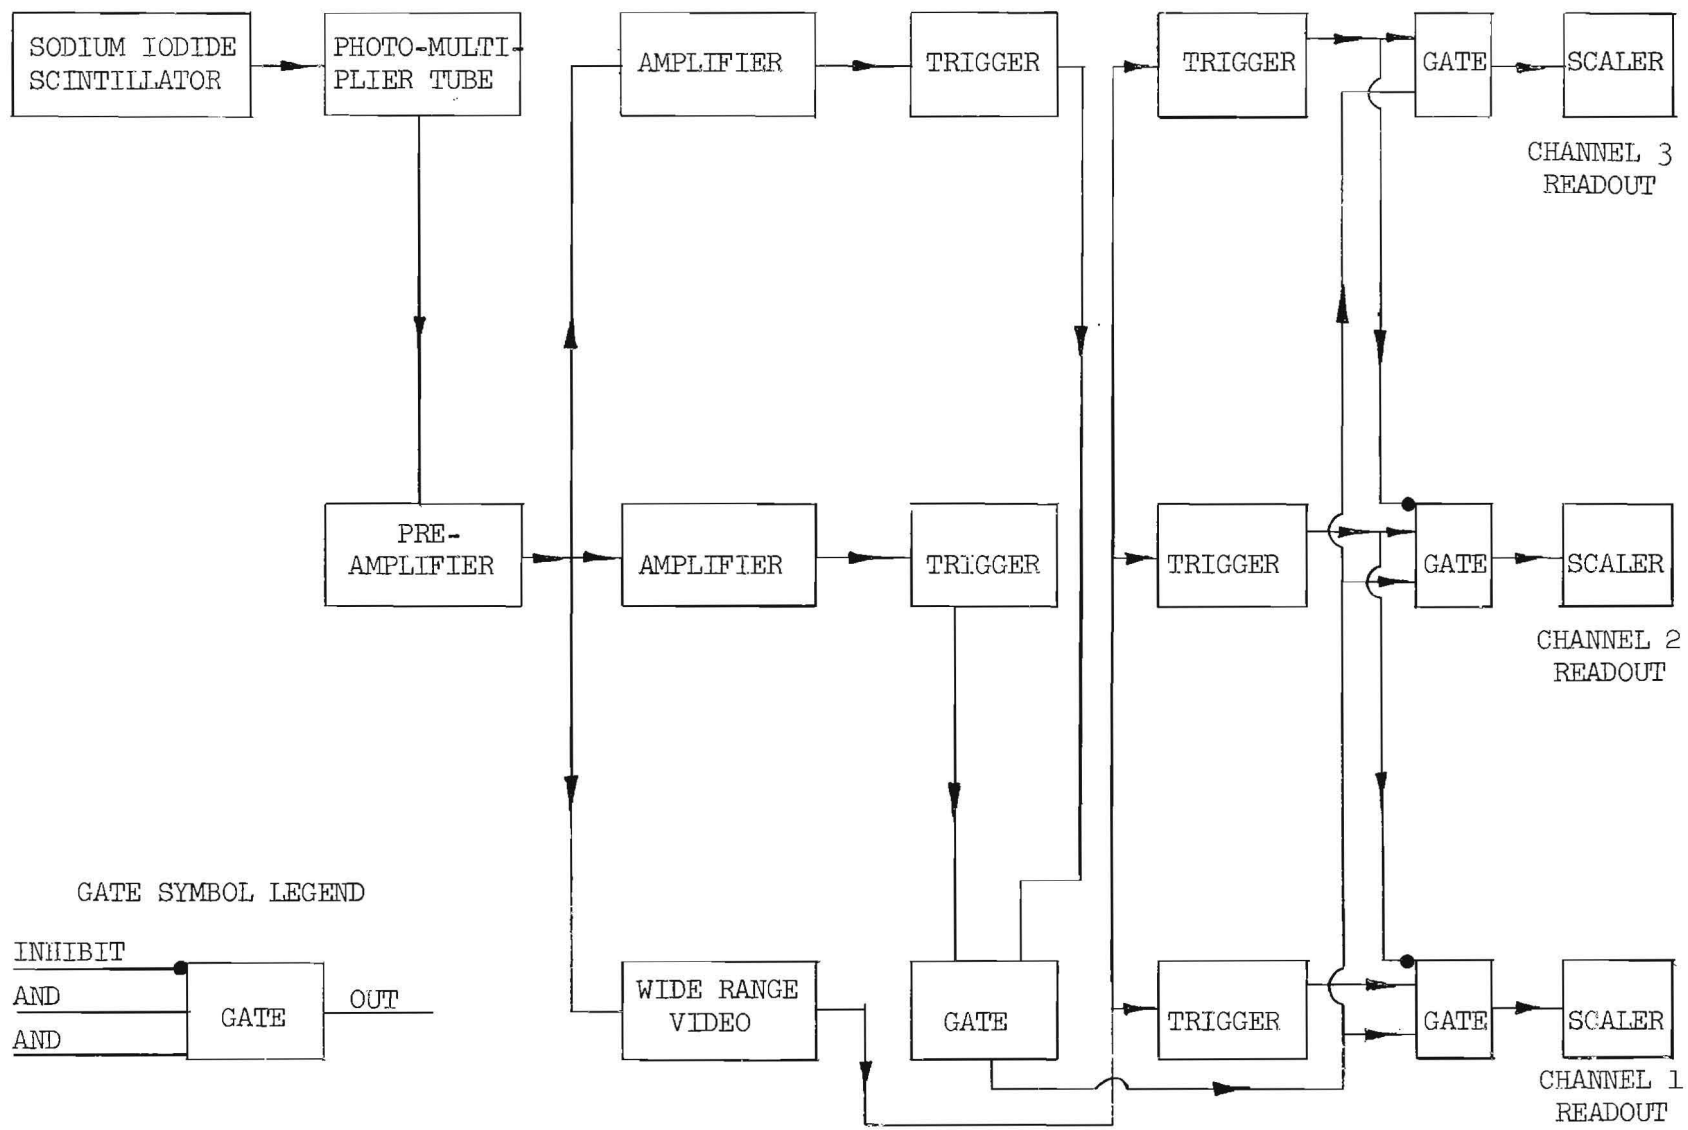 SODIUM IODIDE
SCINTILLATOR
PHOTO-MULTI-
PLIER TUBE
AMPLIFIER
TRIGGER
TRIGGER
GATE
SCALER
CHANNEL 3
READOUT
PRE-
AMPLIFIER
AMPLIFIER
TRIGGER
TRIGGER
GATE
SCALER
CHANNEL 2
READOUT
GATE SYMBOL LEGEND
INHIBIT
AND
AND
GATE
OUT
WIDE RANGE
VIDEO
GATE
TRIGGER
GATE
SCALER
CHANNEL 1
READOUT